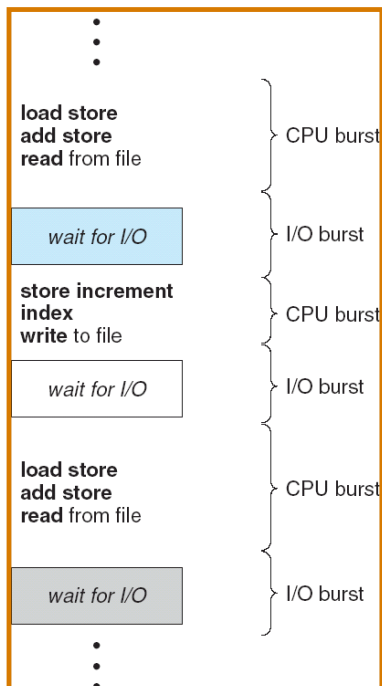 load store
add store
read from file
CPU burst
wait for I/O
I/O burst
store increment
index
write to file
CPU burst
wait for I/O
I/O burst
load store
add store
read from file
CPU burst
wait for I/O
I/O burst